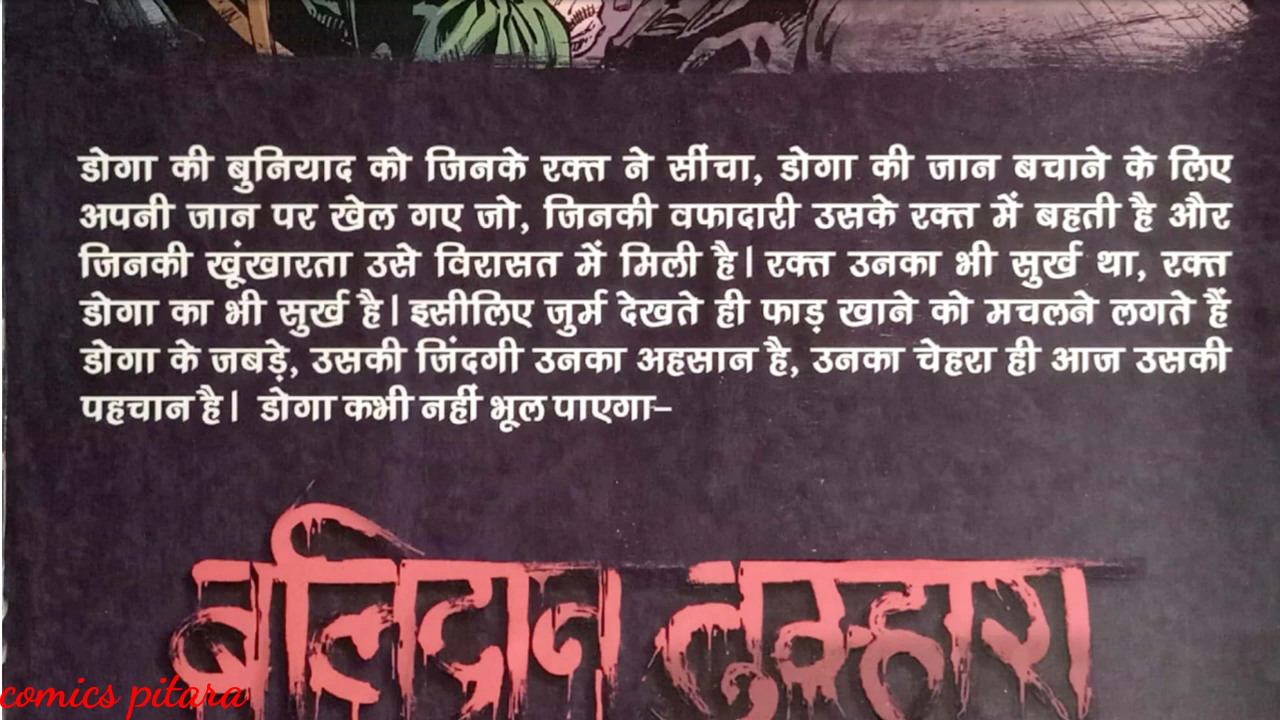 डोगा की बुनियाद को जिनके रक्त ने सींचा, डोगा की जान बचाने के लिए
अपनी जान पर खेल गए जो, जिनकी वफादारी उसके रक्त में बहती है और
जिनकी खूंखारता उसे विरासत में मिली है। रक्त उनका भी सुर्ख था, रक्त
डोगा का भी सुर्ख है। इसीलिए जुर्म देखते ही फाड़ खाने को मचलने लगते हैं
डोगा के जबड़े, उसकी जिंदगी उनका अहसान है, उनका चेहरा ही आज उसकी
पहचान है। डोगा कभी नहीं भूल पाएगा–
बलिदान तुम्हारा
comics pitara